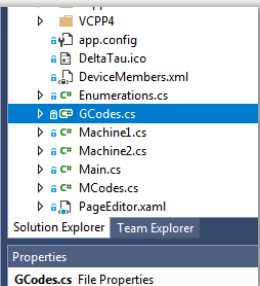 VCPP4
app.config
DeltaTau.ico
DeviceMembers.xml
C# Enumerations.cs
C# GCodes.cs
C# Machine1.cs
C# Machine2.cs
C# Main.cs
C# MCodes.cs
PageEditor.xaml
Solution Explorer Team Explorer
Properties
GCodes.cs File Properties